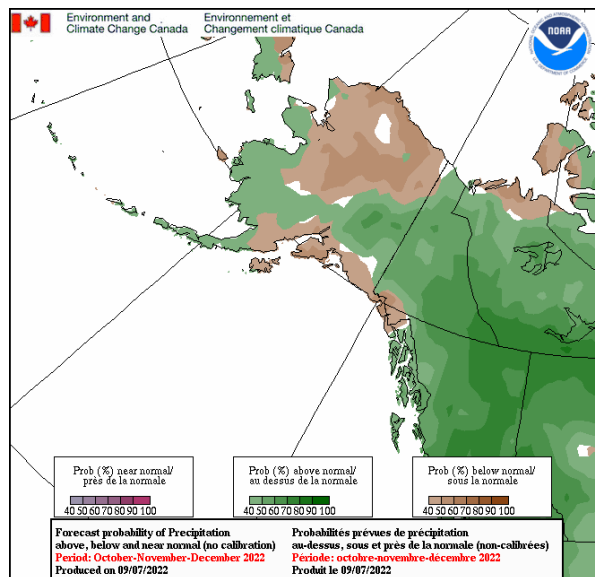 Environment and
Climate Change Canada
Environnement et
Changement climatique Canada
NOAA
Prob (%) near normal/
près de la normale
40 50 60 70 80 90 100
Prob (%) above normal/
au dessus de la normale
40 50 60 70 80 90 100
Prob (%) below normal/
sous la normale
40 50 60 70 80 90 100
Forecast probability of Precipitation
above, below and near normal (no calibration)
Period: October-November-December 2022
Produced on 09/07/2022
Probabilités prévues de précipitation
au-dessus, sous et près de la normale (non-calibrées)
Période: octobre-novembre-décembre 2022
Produit le 09/07/2022